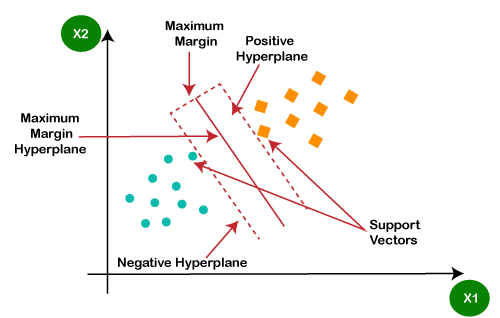 X2
Maximum
Margin
Positive
Hyperplane
Maximum
Margin
Hyperplane
Support
Vectors
Negative Hyperplane
X1